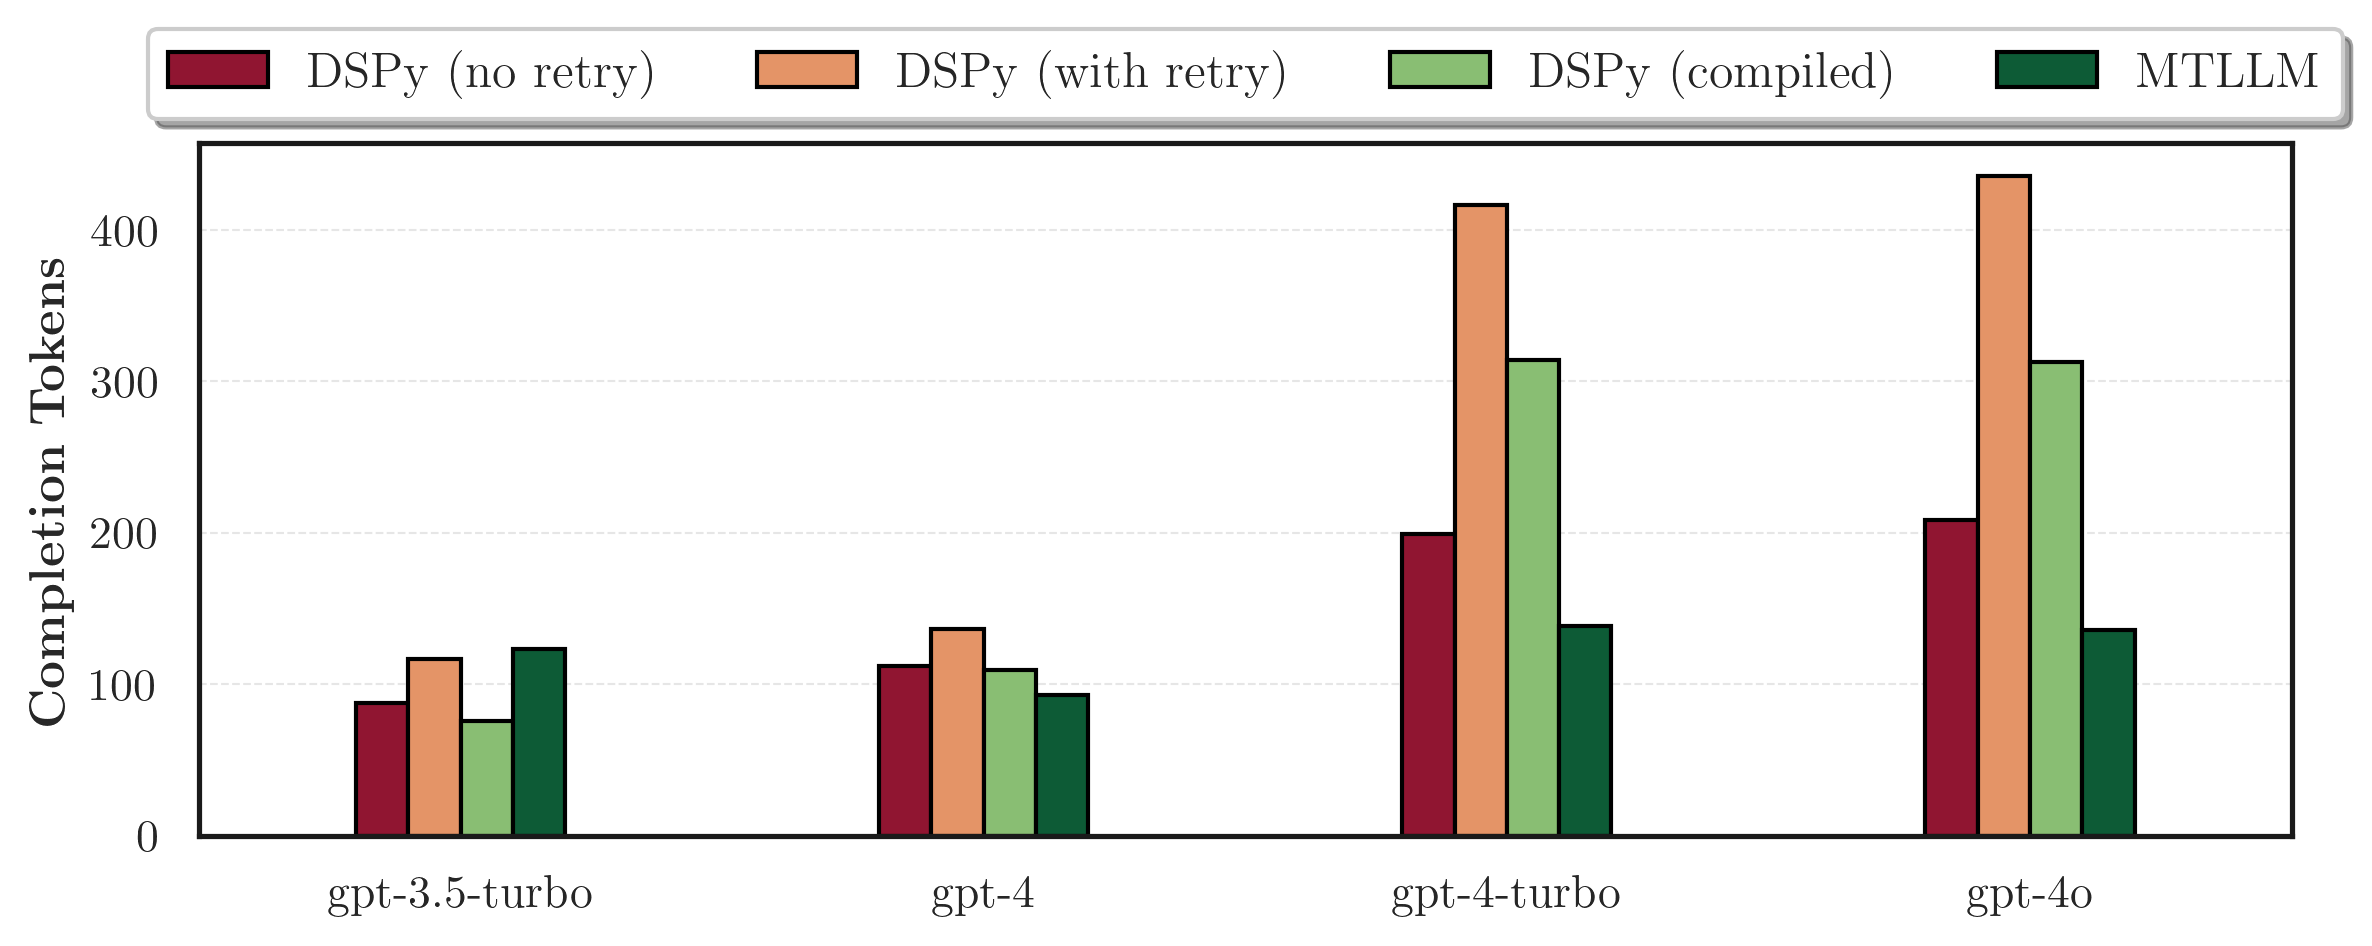 DSPy (no retry) DSPy (with retry) DSPy (compiled) MTLLM
Completion Tokens
400
300
200
100
0
gpt-3.5-turbo gpt-4 gpt-4-turbo gpt-4o